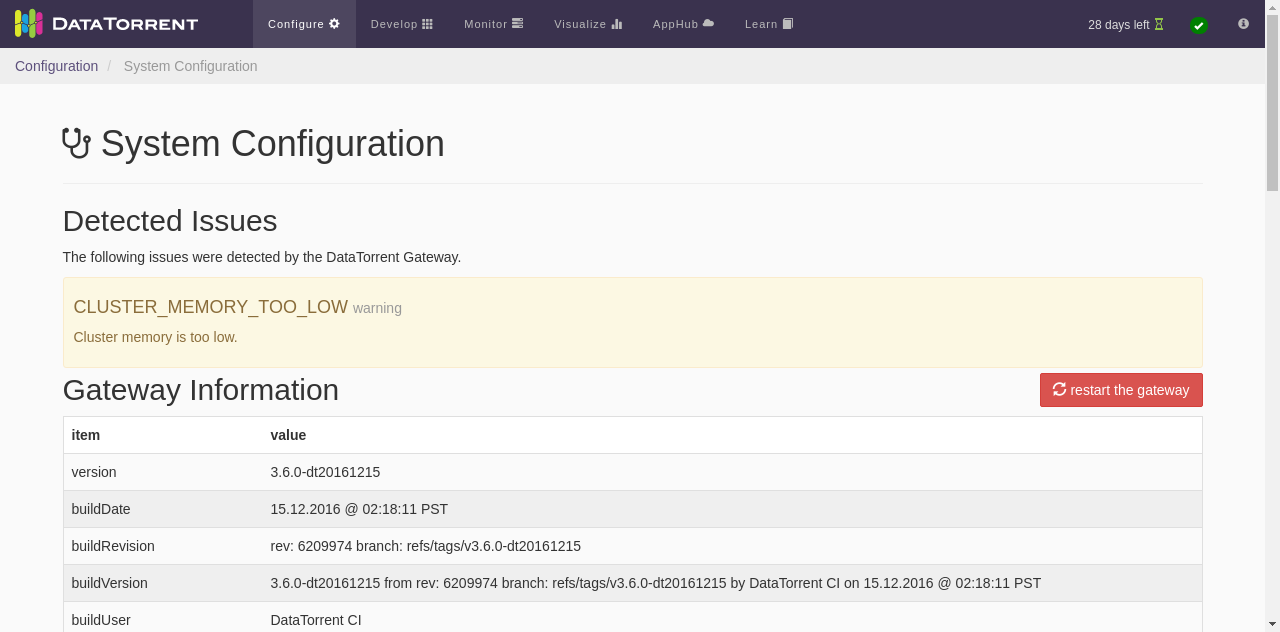 DATATORRENT Configure Develop Monitor Visualize AppHub Learn 28 days left
Configuration / System Configuration
System Configuration
Detected Issues
The following issues were detected by the DataTorrent Gateway.
CLUSTER_MEMORY_TOO_LOW warning
Cluster memory is too low.
Gateway Information restart the gateway
item value
version 3.6.0-dt20161215
buildDate 15.12.2016 @ 02:18:11 PST
buildRevision rev: 6209974 branch: refs/tags/v3.6.0-dt20161215
buildVersion 3.6.0-dt20161215 from rev: 6209974 branch: refs/tags/v3.6.0-dt20161215 by DataTorrent CI on 15.12.2016 @ 02:18:11 PST
buildUser DataTorrent CI